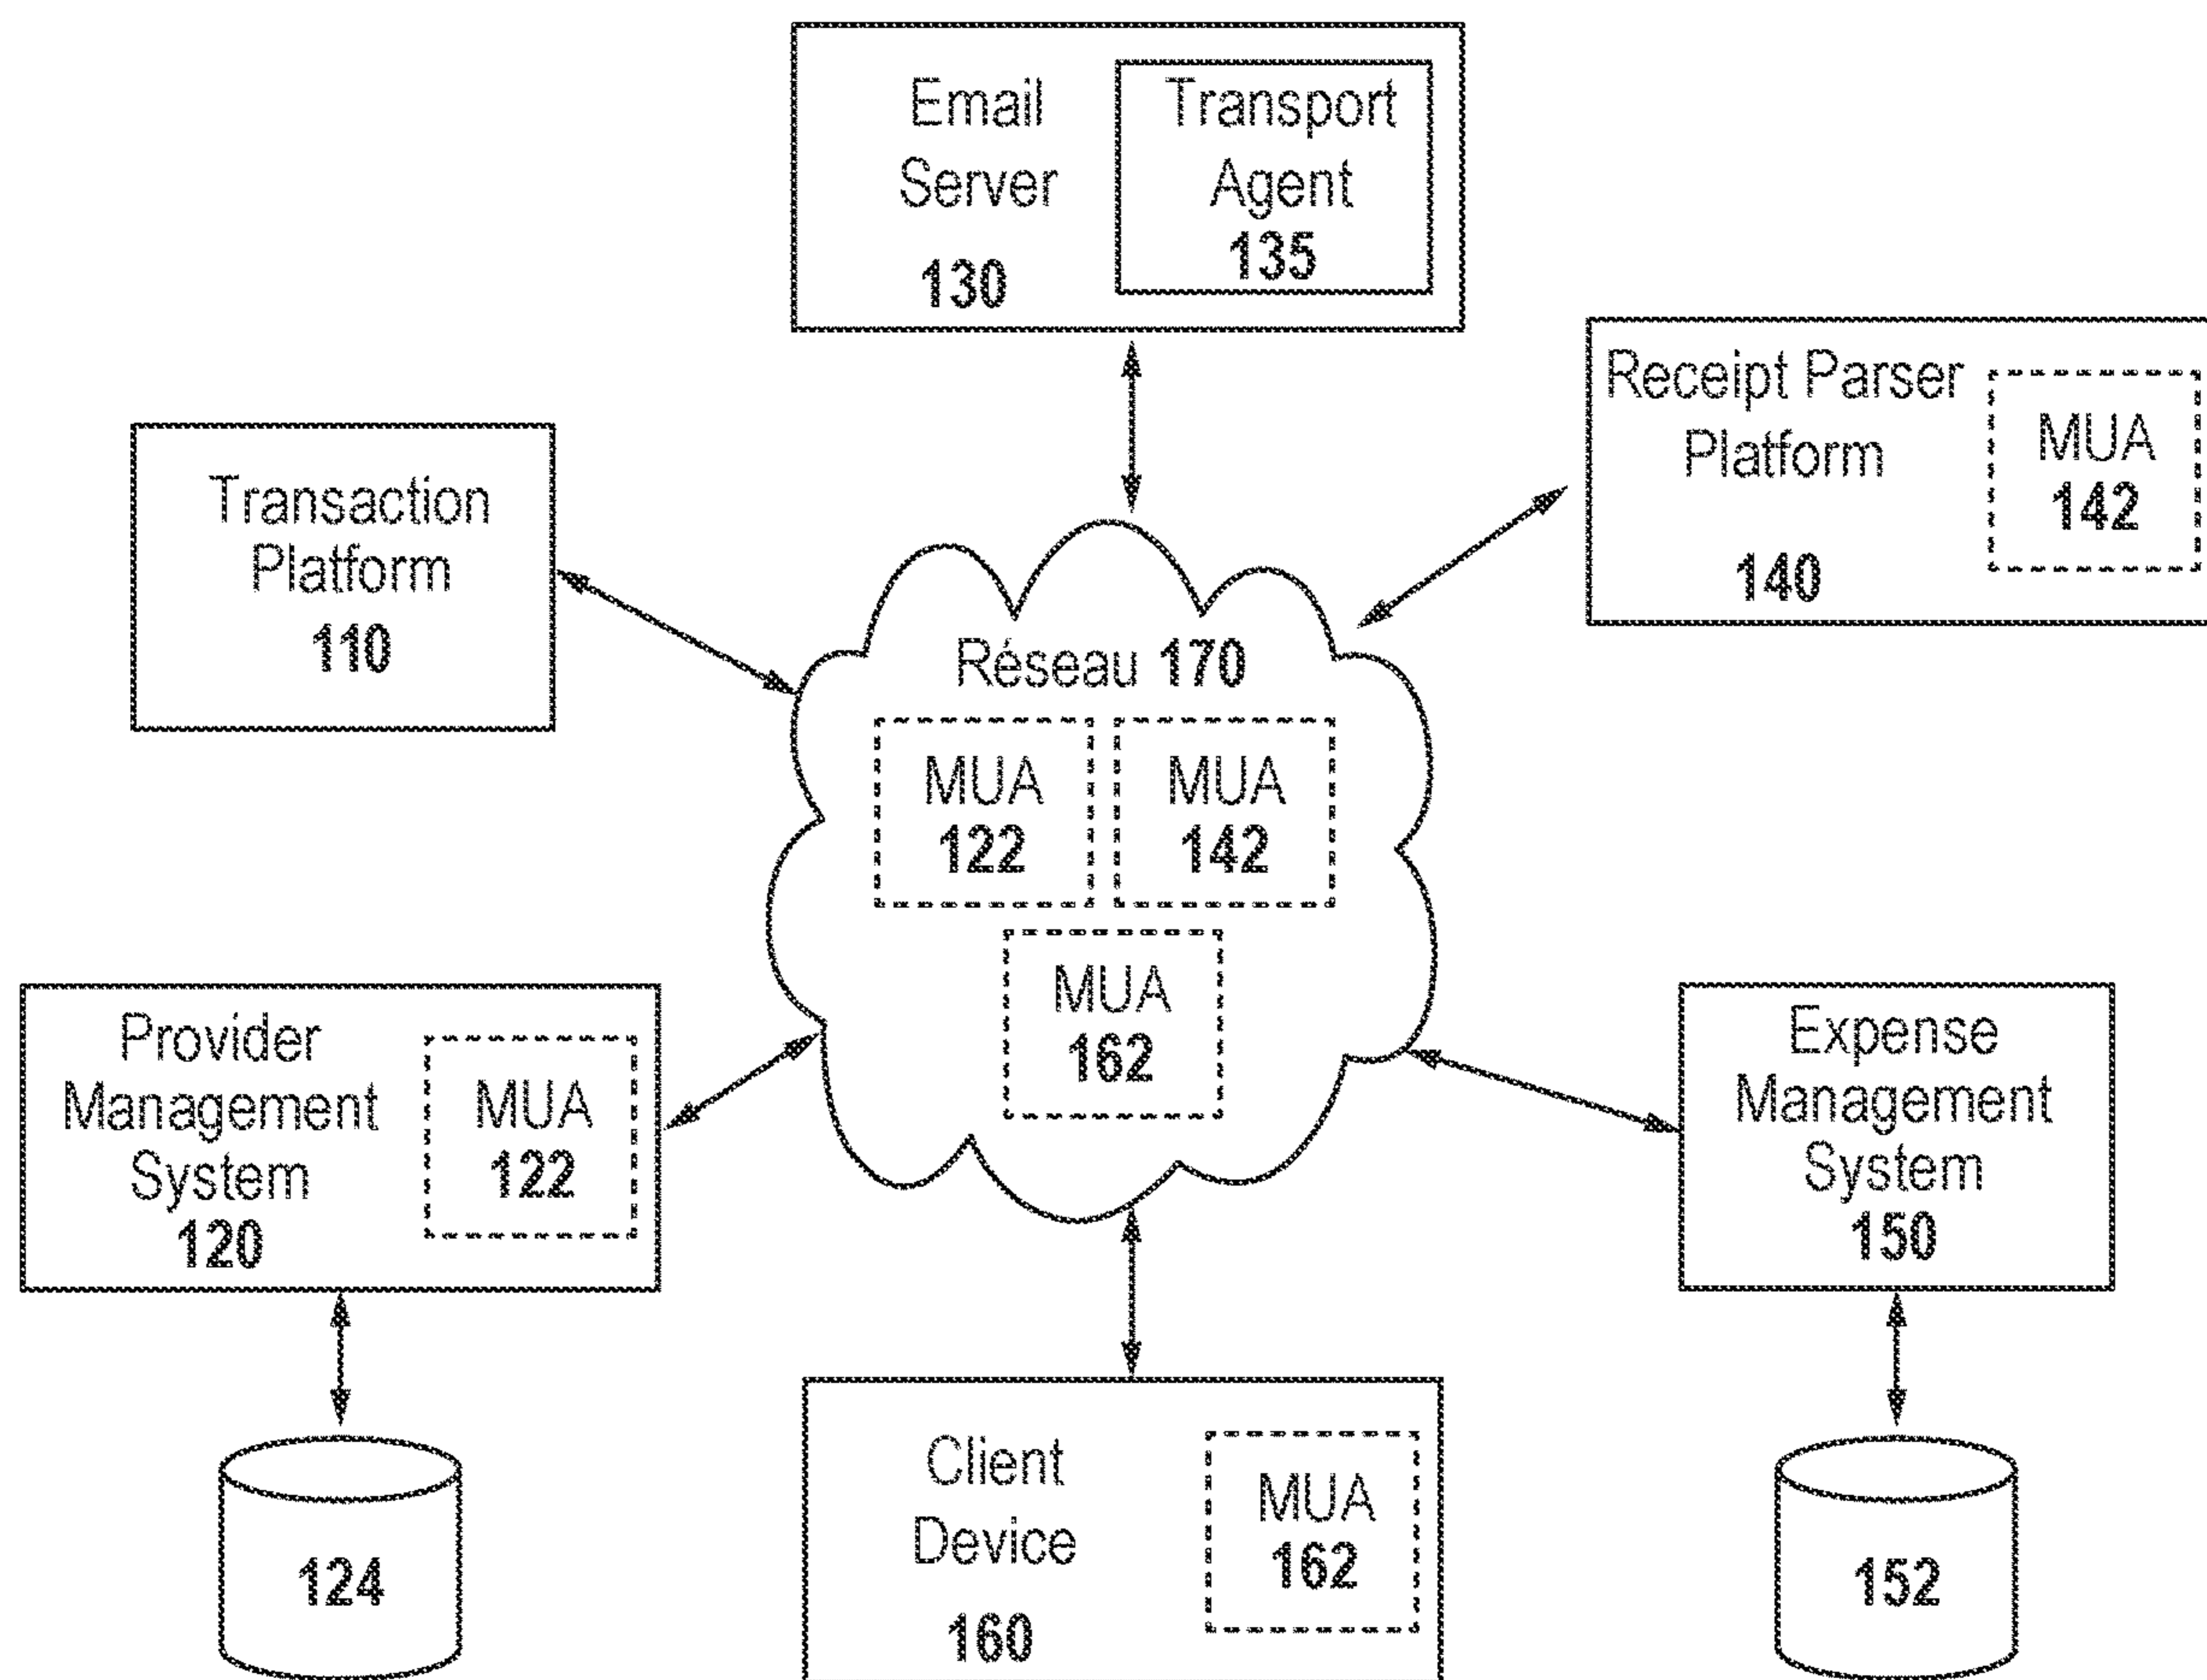 Email
Server
130
Transport
Agent
135
Receipt Parser
Platform
140
MUA
142
Transaction
Platform
110
Réseau 170
MUA
122
MUA
142
MUA
162
Provider
Management
System
120
MUA
122
Expense
Management
System
150
124
Client
Device
160
MUA
162
152